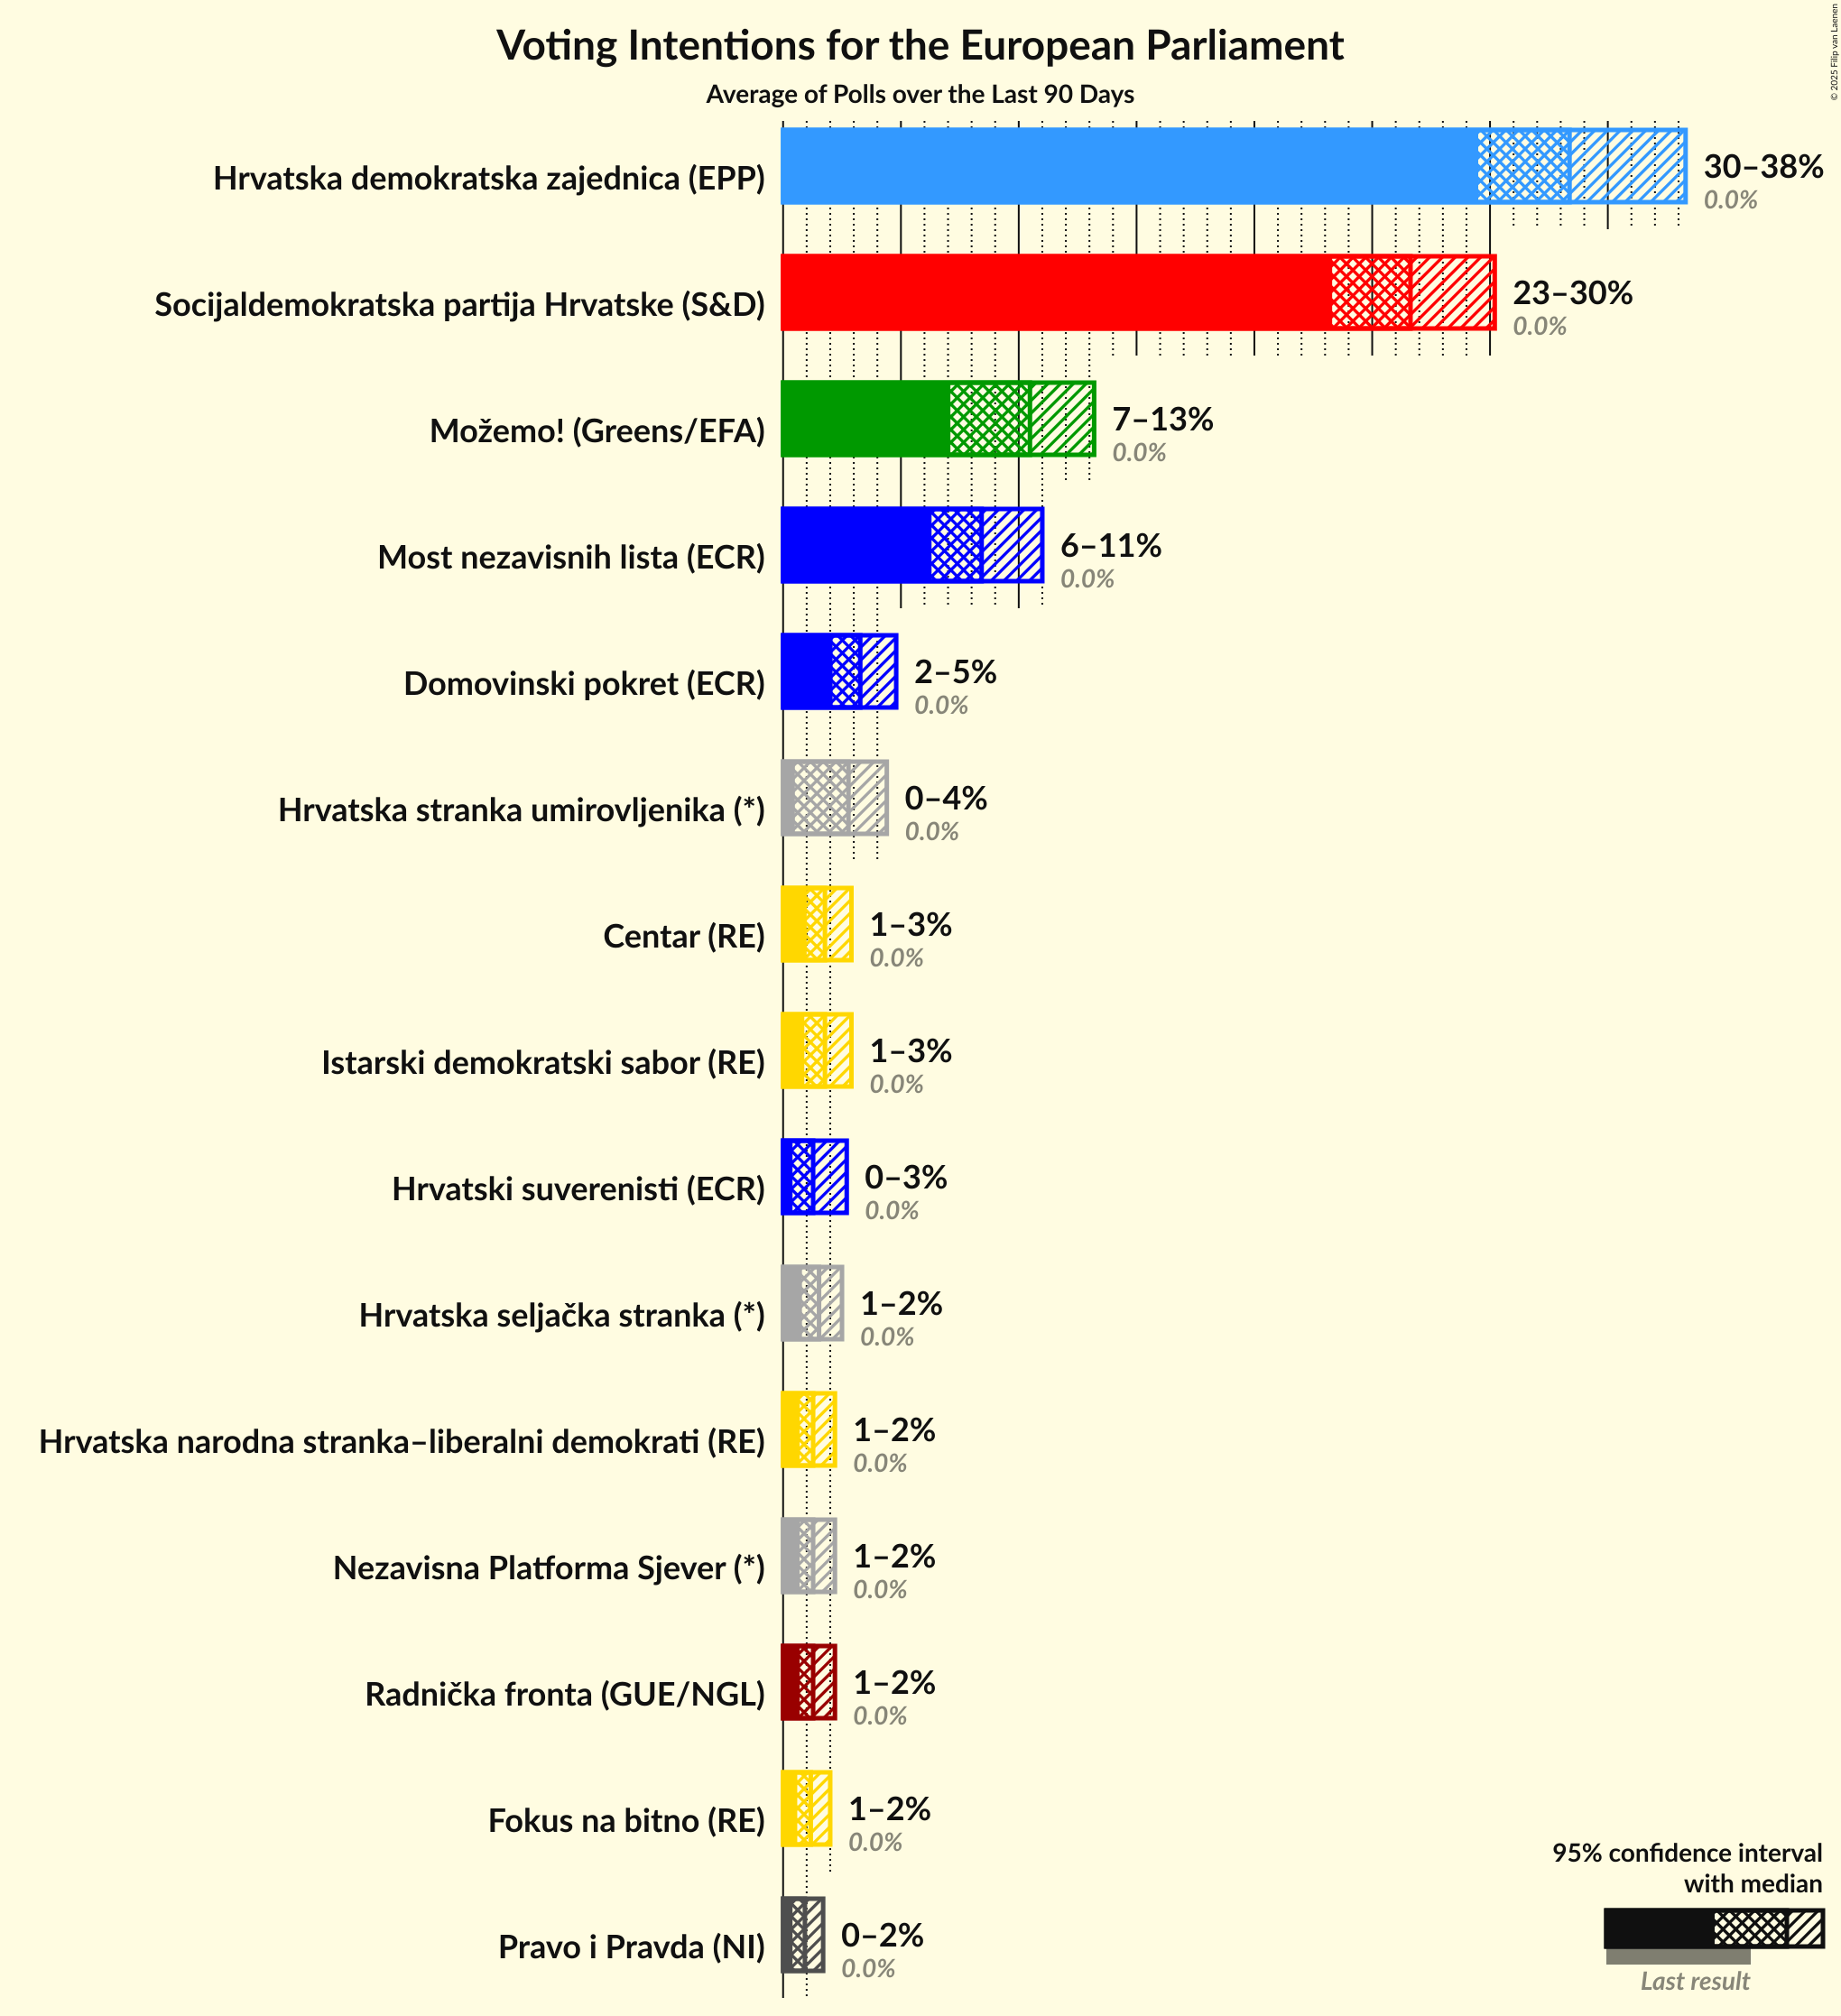 Voting Intentions for the European Parliament
Average of Polls over the Last 90 Days
© 2025 Filip van Laenen
Hrvatska demokratska zajednica (EPP)
30–38%
0.0%
Socijaldemokratska partija Hrvatske (S&D)
23–30%
0.0%
Možemo! (Greens/EFA)
7–13%
0.0%
Most nezavisnih lista (ECR)
6–11%
0.0%
Domovinski pokret (ECR)
2–5%
0.0%
Hrvatska stranka umirovljenika (*)
0–4%
0.0%
Centar (RE)
1–3%
0.0%
Istarski demokratski sabor (RE)
1–3%
0.0%
Hrvatski suverenisti (ECR)
0–3%
0.0%
Hrvatska seljačka stranka (*)
1–2%
0.0%
Hrvatska narodna stranka–liberalni demokrati (RE)
1–2%
0.0%
Nezavisna Platforma Sjever (*)
1–2%
0.0%
Radnička fronta (GUE/NGL)
1–2%
0.0%
Fokus na bitno (RE)
1–2%
0.0%
Pravo i Pravda (NI)
0–2%
0.0%
95% confidence interval
with median
Last result